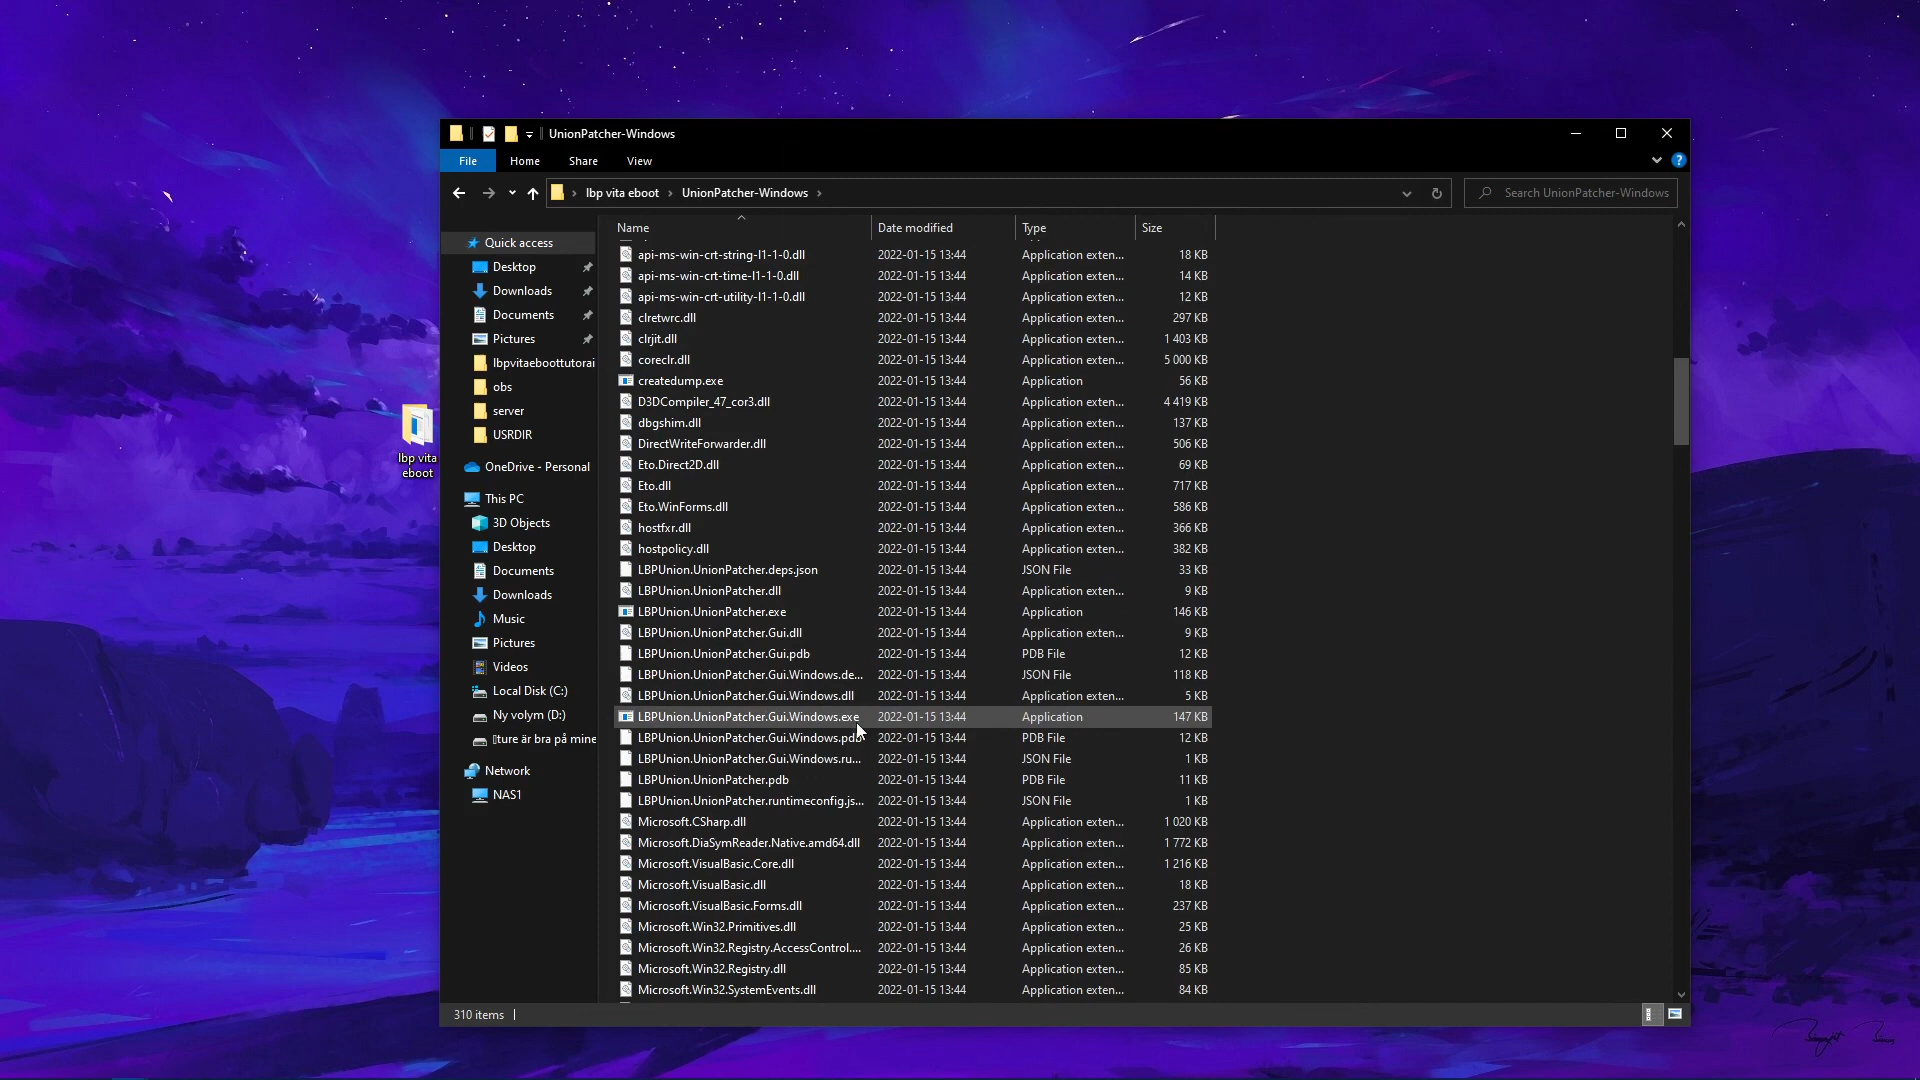 UnionPatcher-Windows
File Home Share View
lbp vita eboot UnionPatcher-Windows
Search UnionPatcher-Windows
Name Date modified Type Size
Quick access
Desktop
Downloads
Documents
Pictures
lbpvitaeboottutorai
obs
server
USRDIR
OneDrive - Personal
This PC
3D Objects
Desktop
Documents
Downloads
Music
Pictures
Videos
Local Disk (C:)
Ny volym (D:)
ture är bra på mine
Network
NAS1
lbp vita
eboot
api-ms-win-crt-string-l1-1-0.dll 2022-01-15 13:44 Application exten... 18 KB
api-ms-win-crt-time-l1-1-0.dll 2022-01-15 13:44 Application exten... 14 KB
api-ms-win-crt-utility-l1-1-0.dll 2022-01-15 13:44 Application exten... 12 KB
clretwrc.dll 2022-01-15 13:44 Application exten... 297 KB
clrjit.dll 2022-01-15 13:44 Application exten... 1 403 KB
coreclr.dll 2022-01-15 13:44 Application exten... 5 000 KB
createdump.exe 2022-01-15 13:44 Application 56 KB
D3DCompiler_47_cor3.dll 2022-01-15 13:44 Application exten... 4 419 KB
dbgshim.dll 2022-01-15 13:44 Application exten... 137 KB
DirectWriteForwarder.dll 2022-01-15 13:44 Application exten... 506 KB
Eto.Direct2D.dll 2022-01-15 13:44 Application exten... 69 KB
Eto.dll 2022-01-15 13:44 Application exten... 717 KB
Eto.WinForms.dll 2022-01-15 13:44 Application exten... 586 KB
hostfxr.dll 2022-01-15 13:44 Application exten... 366 KB
hostpolicy.dll 2022-01-15 13:44 Application exten... 382 KB
LBPUnion.UnionPatcher.deps.json 2022-01-15 13:44 JSON File 33 KB
LBPUnion.UnionPatcher.dll 2022-01-15 13:44 Application exten... 9 KB
LBPUnion.UnionPatcher.exe 2022-01-15 13:44 Application 146 KB
LBPUnion.UnionPatcher.Gui.dll 2022-01-15 13:44 Application exten... 9 KB
LBPUnion.UnionPatcher.Gui.pdb 2022-01-15 13:44 PDB File 12 KB
LBPUnion.UnionPatcher.Gui.Windows.de... 2022-01-15 13:44 JSON File 118 KB
LBPUnion.UnionPatcher.Gui.Windows.dll 2022-01-15 13:44 Application exten... 5 KB
LBPUnion.UnionPatcher.Gui.Windows.exe 2022-01-15 13:44 Application 147 KB
LBPUnion.UnionPatcher.Gui.Windows.pdb 2022-01-15 13:44 PDB File 12 KB
LBPUnion.UnionPatcher.Gui.Windows.ru... 2022-01-15 13:44 JSON File 1 KB
LBPUnion.UnionPatcher.pdb 2022-01-15 13:44 PDB File 11 KB
LBPUnion.UnionPatcher.runtimeconfig.js... 2022-01-15 13:44 JSON File 1 KB
Microsoft.CSharp.dll 2022-01-15 13:44 Application exten... 1 020 KB
Microsoft.DiaSymReader.Native.amd64.dll 2022-01-15 13:44 Application exten... 1 772 KB
Microsoft.VisualBasic.Core.dll 2022-01-15 13:44 Application exten... 1 216 KB
Microsoft.VisualBasic.dll 2022-01-15 13:44 Application exten... 18 KB
Microsoft.VisualBasic.Forms.dll 2022-01-15 13:44 Application exten... 237 KB
Microsoft.Win32.Primitives.dll 2022-01-15 13:44 Application exten... 25 KB
Microsoft.Win32.Registry.AccessControl.... 2022-01-15 13:44 Application exten... 26 KB
Microsoft.Win32.Registry.dll 2022-01-15 13:44 Application exten... 85 KB
Microsoft.Win32.SystemEvents.dll 2022-01-15 13:44 Application exten... 84 KB
310 items